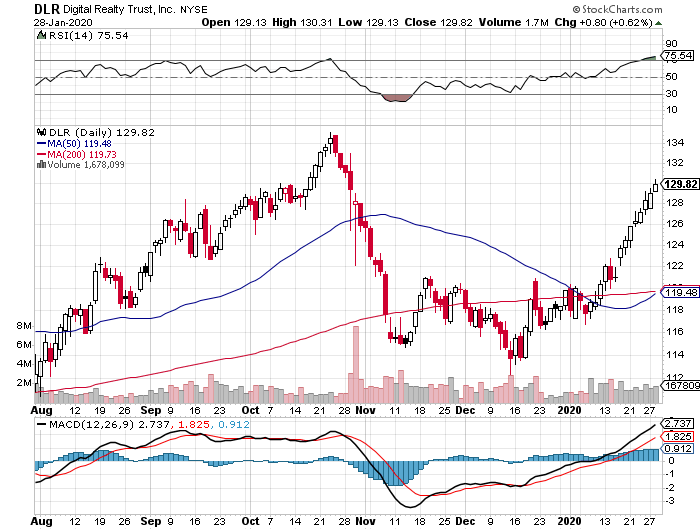 DLR Digital Realty Trust, Inc. NYSE © StockCharts.com
28-Jan-2020 Open 129.13 High 130.31 Low 129.13 Close 129.82 Volume 1.7M Chg +0.80 (+0.62%)
RSI(14) 75.54
90
75.54
70
50
30
10
DLR (Daily) 129.82
MA(50) 119.48
MA(200) 119.73
Volume 1,678,099
134
132
129.82
128
126
124
122
119.48
118
116
114
112
8M
6M
4M
2M
167809
Aug 12 19 26 Sep 9 16 23 Oct 7 14 21 28 Nov 11 18 25 Dec 9 16 23 2020 13 21 27
MACD(12,26,9) 2.737, 1.825, 0.912
2.737
1.825
0.912
0
-1
-2
-3
Aug 12 19 26 Sep 9 16 23 Oct 7 14 21 28 Nov 11 18 25 Dec 9 16 23 2020 13 21 27